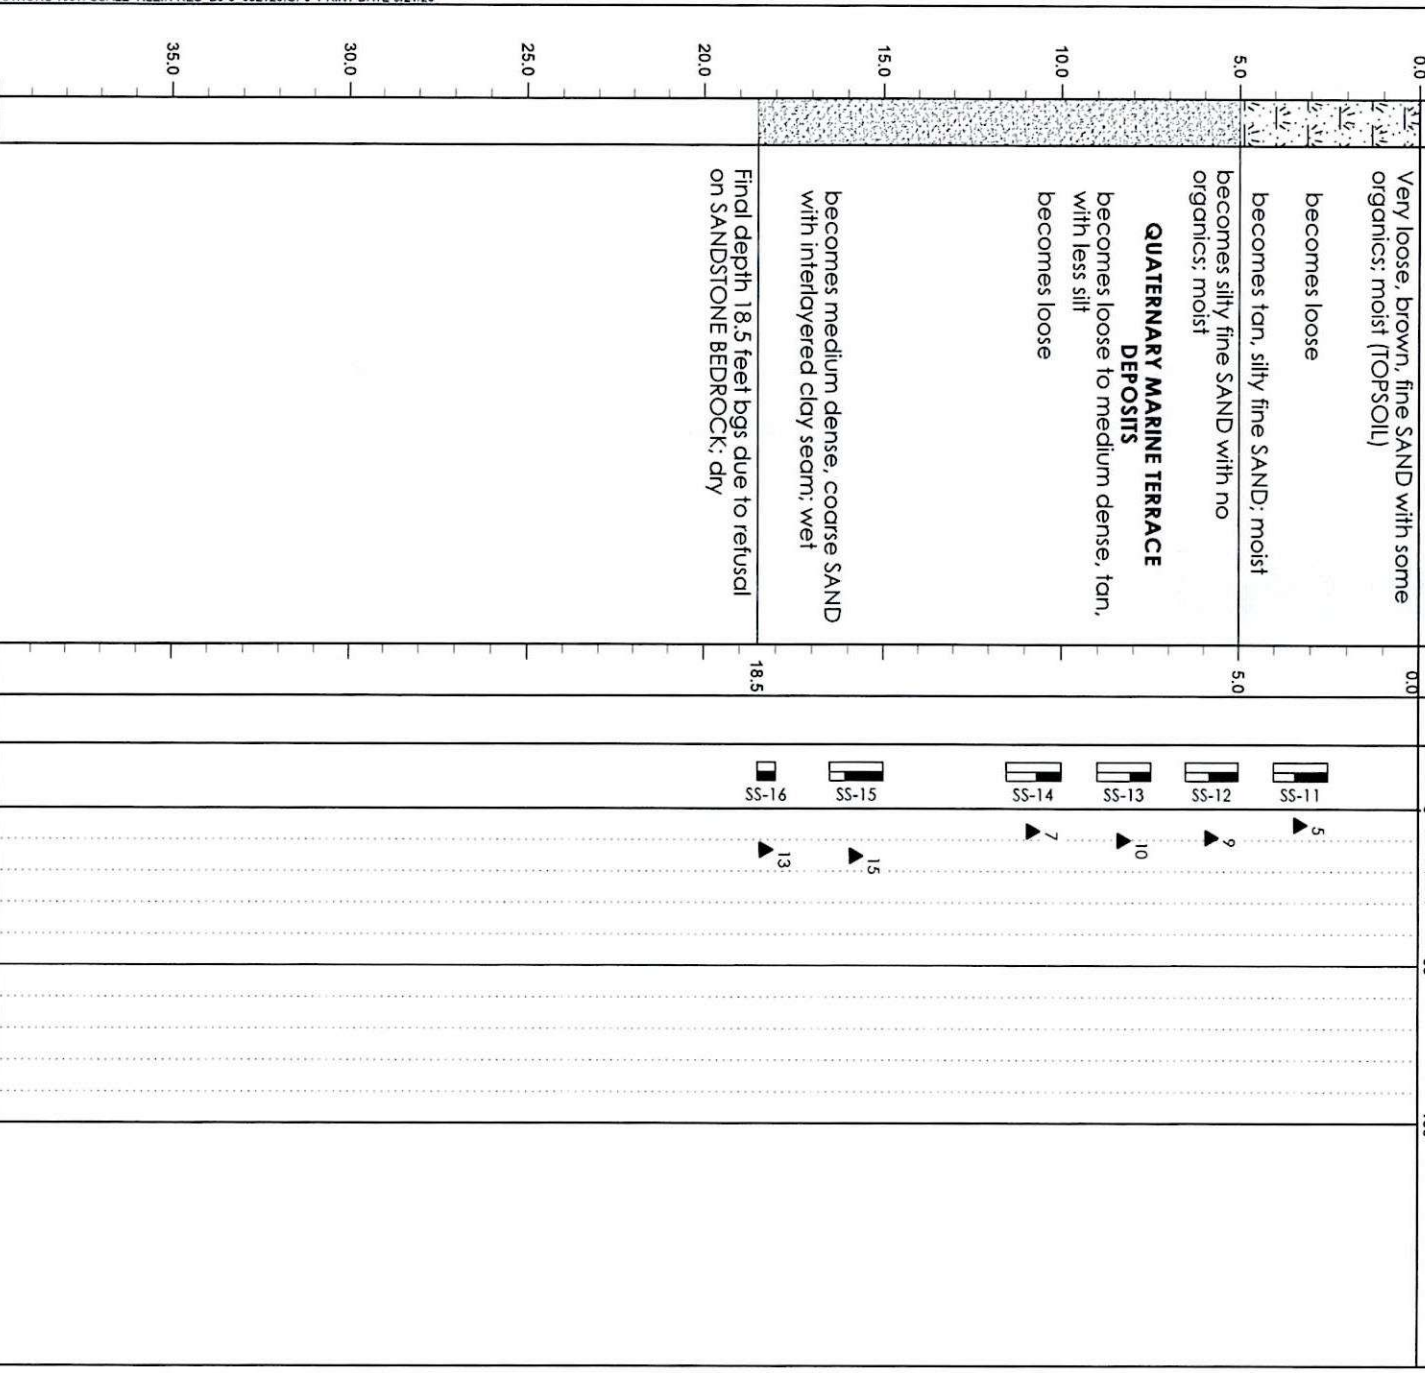 0.0
5.0
10.0
15.0
20.0
25.0
30.0
35.0
Very loose, brown, fine SAND with some
organics; moist (TOPSOIL)
becomes loose
becomes tan, silty fine SAND; moist
becomes silty fine SAND with no
organics; moist
QUATERNARY MARINE TERRACE
DEPOSITS
becomes loose to medium dense, tan,
with less silt
becomes loose
becomes medium dense, coarse SAND
with interlayered clay seam; wet
Final depth 18.5 feet bgs due to refusal
on SANDSTONE BEDROCK; dry
0.0
5.0
18.5
SS-11
SS-12
SS-13
SS-14
SS-15
SS-16
5
9
10
7
15
13